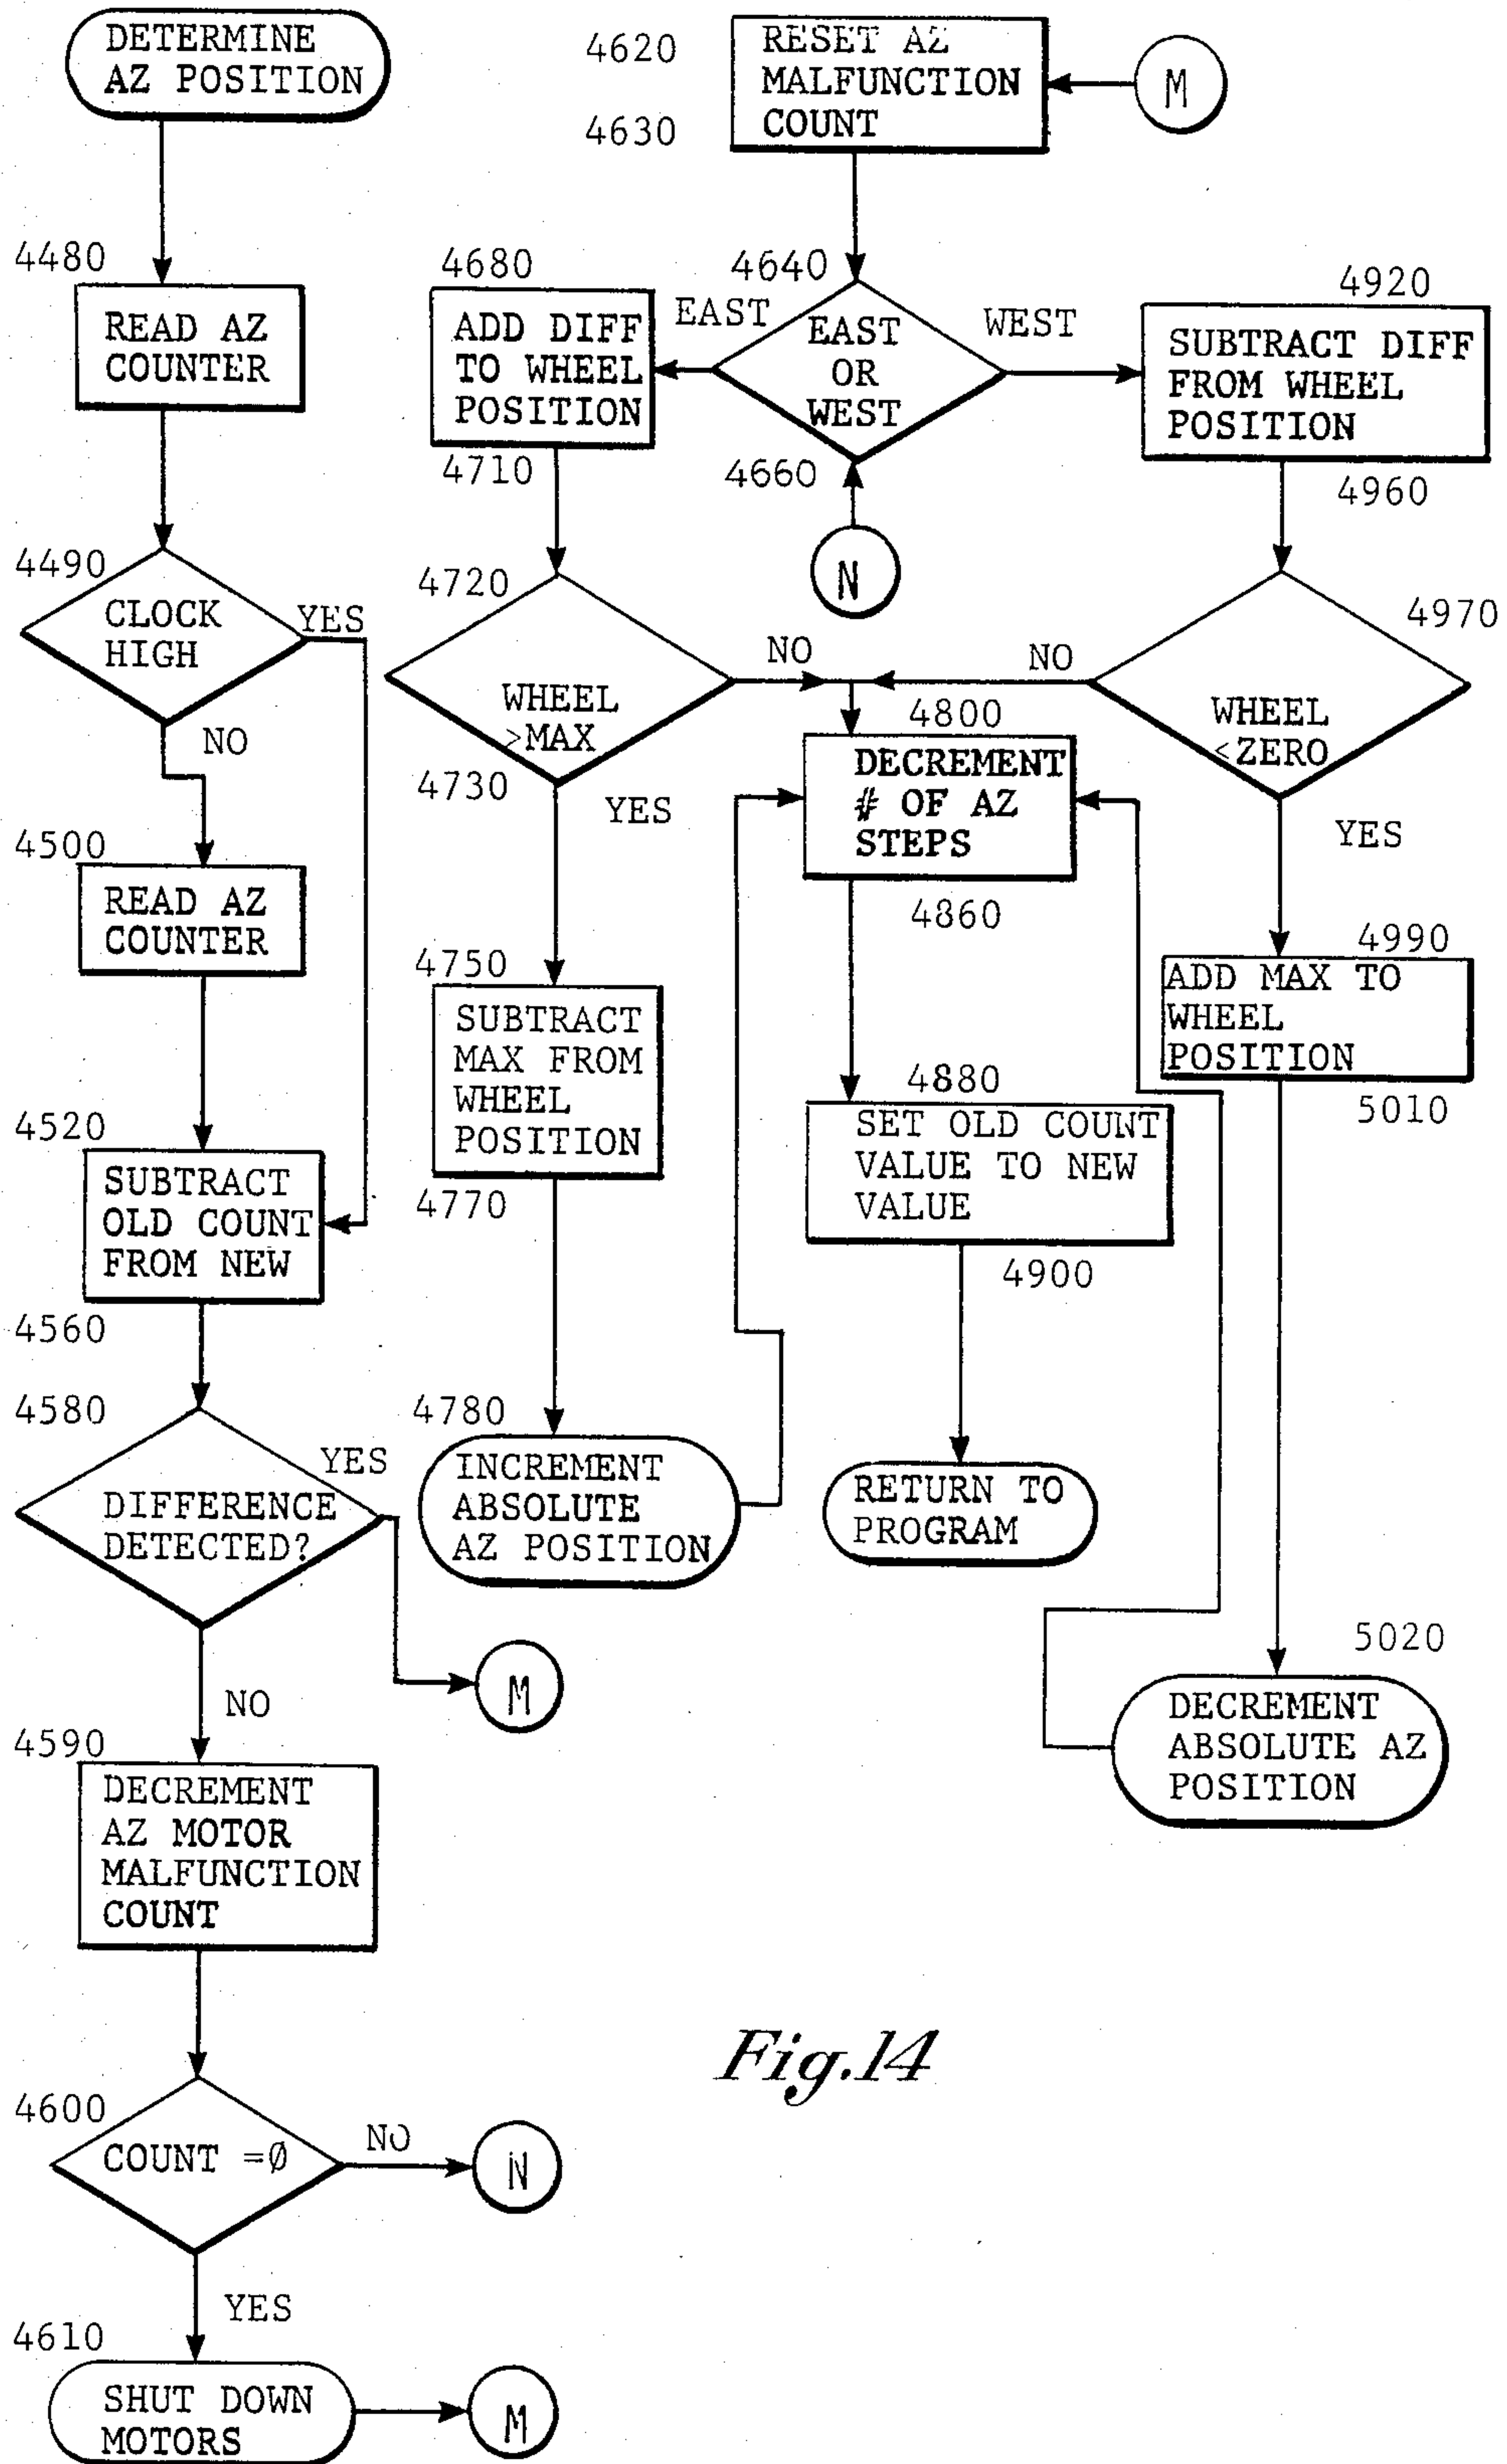 DETERMINE
AZ POSITION
4480
READ AZ
COUNTER
4490
CLOCK
HIGH
YES
NO
4500
READ AZ
COUNTER
4520
SUBTRACT
OLD COUNT
FROM NEW
4560
4580
YES
DIFFERENCE
DETECTED?
M
NO
4590
DECREMENT
AZ MOTOR
MALFUNCTION
COUNT
4600
COUNT =Ø
NO
N
YES
4610
SHUT DOWN
MOTORS
M
4620
RESET AZ
MALFUNCTION
COUNT
4630
M
4640
EAST
OR
WEST
4660
EAST
WEST
N
4680
ADD DIFF
TO WHEEL
POSITION
4710
4720
WHEEL
>MAX
4730
NO
YES
4750
SUBTRACT
MAX FROM
WHEEL
POSITION
4770
4780
INCREMENT
ABSOLUTE
AZ POSITION
4800
DECREMENT
# OF AZ
STEPS
4860
4880
SET OLD COUNT
VALUE TO NEW
VALUE
4900
RETURN TO
PROGRAM
4920
SUBTRACT DIFF
FROM WHEEL
POSITION
4960
4970
NO
WHEEL
<ZERO
YES
4990
ADD MAX TO
WHEEL
POSITION
5010
5020
DECREMENT
ABSOLUTE AZ
POSITION
Fig.14